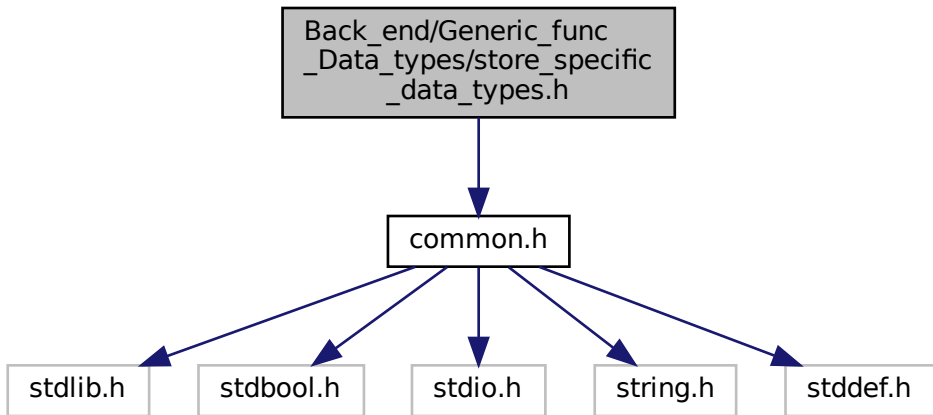 Back_end/Generic_func
_Data_types/store_specific
_data_types.h
common.h
stdlib.h
stdbool.h
stdio.h
string.h
stddef.h